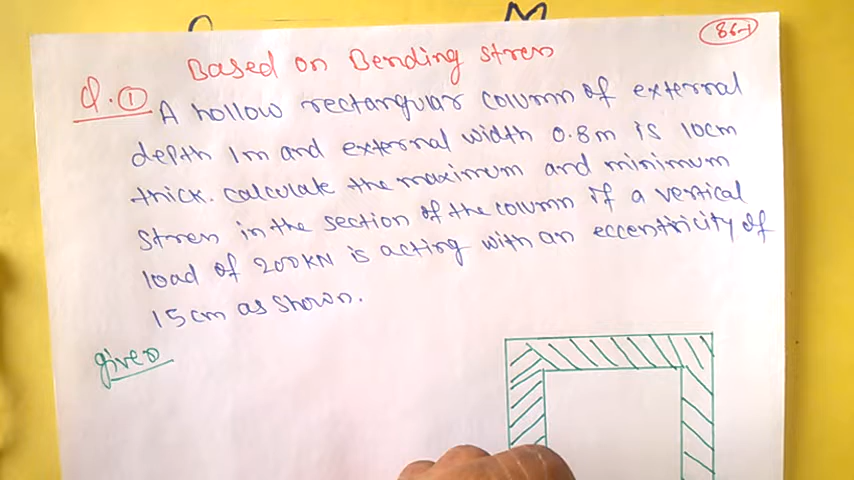 86-1
Based on Bending stress
Q.① A hollow rectangular column of external
depth 1m and external width 0.8m is 10cm
thick. calculate the maximum and minimum
stress in the section of the column if a vertical
load of 200KN is acting with an eccentricity of
15cm as shown.
given